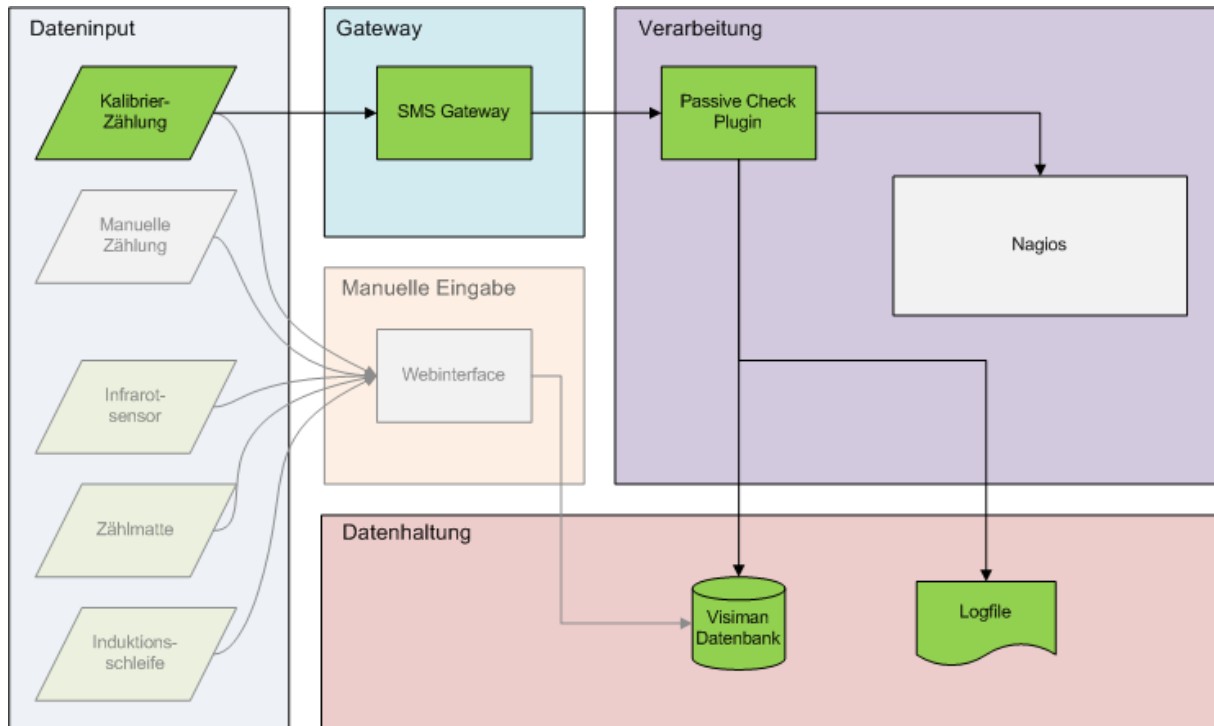 Dateninput
Kalibrier-
Zählung
Manuelle
Zählung
Infrarot-
sensor
Zählmatte
Induktions-
schleife
Gateway
SMS Gateway
Manuelle Eingabe
Webinterface
Verarbeitung
Passive Check
Plugin
Nagios
Datenhaltung
Visiman
Datenbank
Logfile